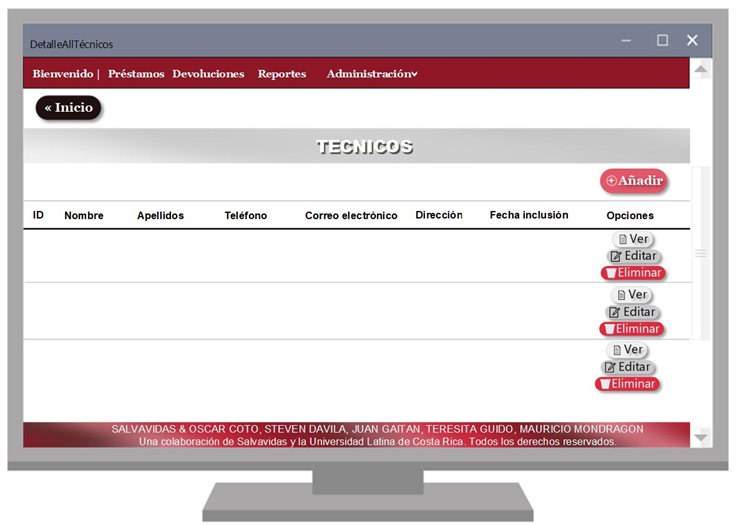 DetalleAllTécnicos
Bienvenido | Préstamos Devoluciones Reportes Administración
« Inicio
TECNICOS
Añadir
ID Nombre Apellidos Teléfono Correo electrónico Dirección Fecha inclusión Opciones
Ver
Editar
Eliminar
Ver
Editar
Eliminar
Ver
Editar
Eliminar
SALVAVIDAS & OSCAR COTO, STEVEN DAVILA, JUAN GAITAN, TERESITA GUIDO, MAURICIO MONDRAGON
Una colaboración de Salvavidas y la Universidad Latina de Costa Rica. Todos los derechos reservados.